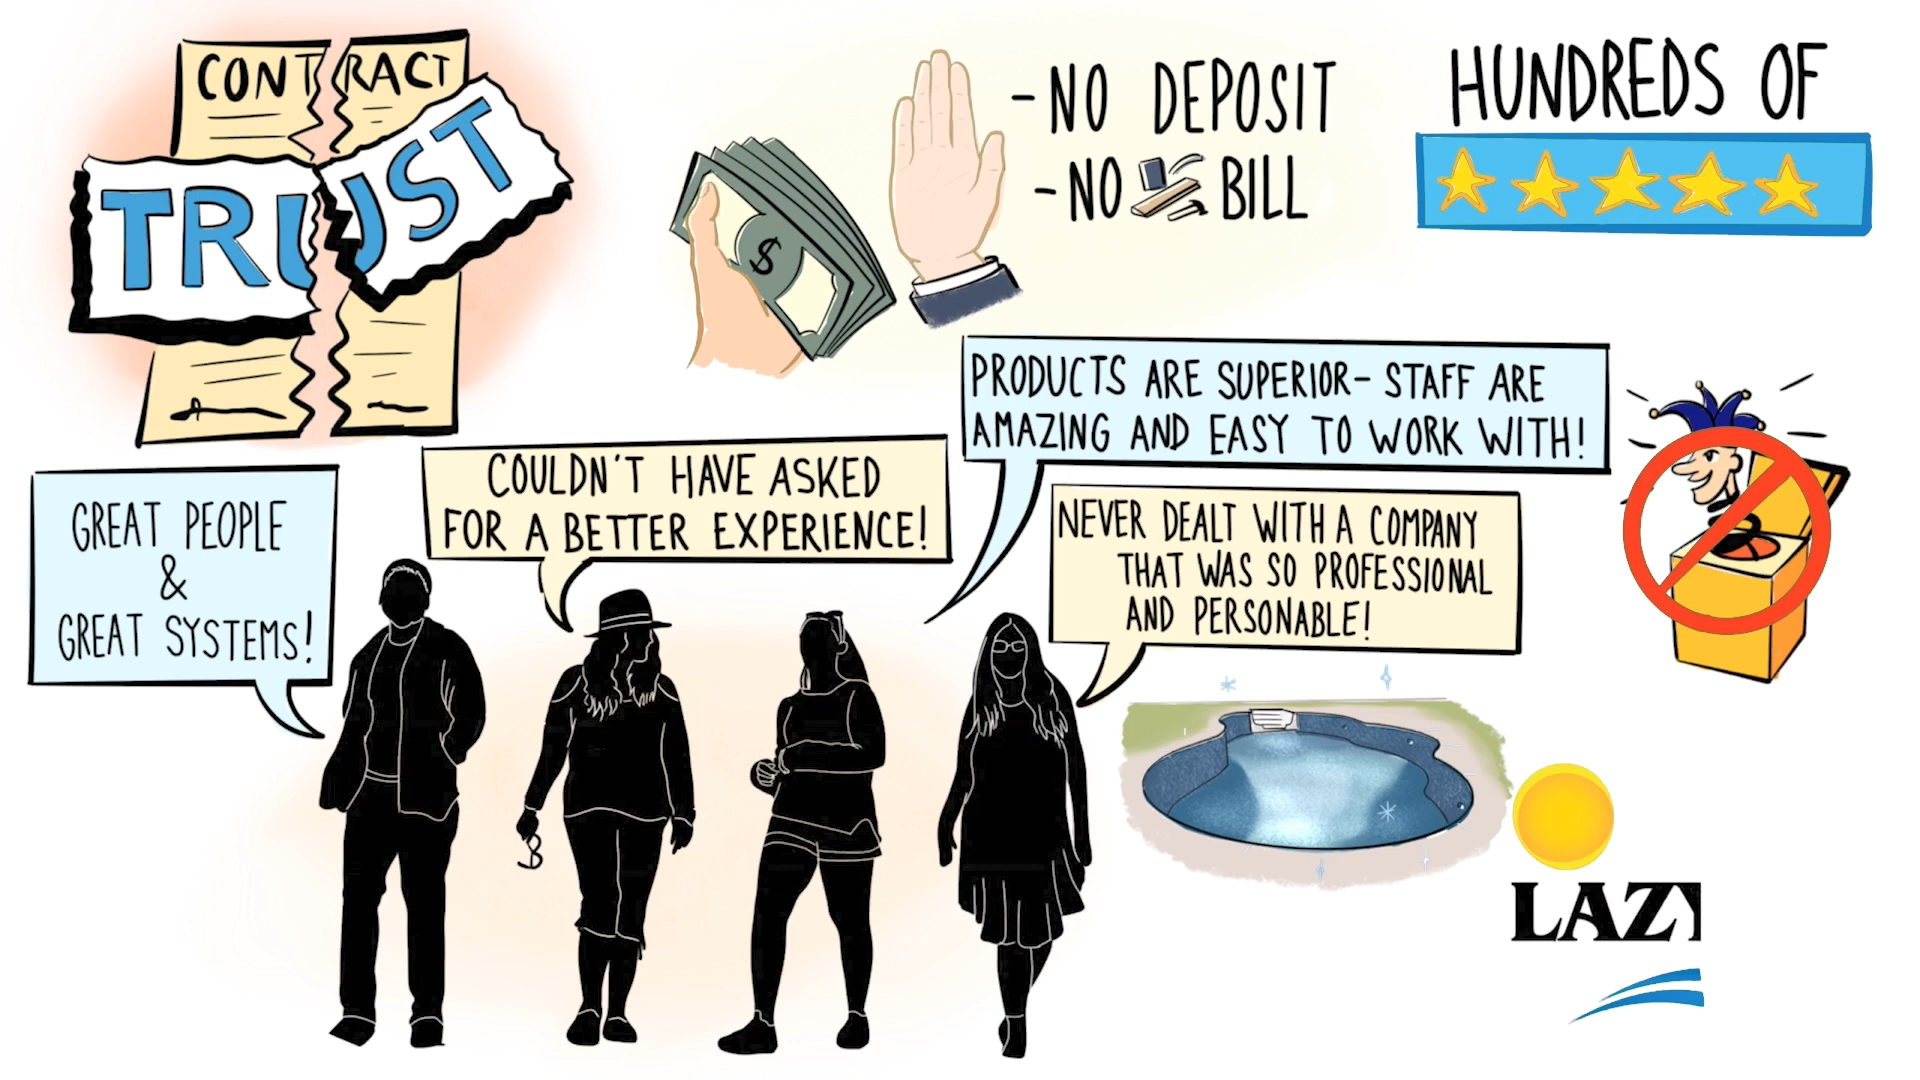 CONTRACT
TRUST
$
-NO DEPOSIT
-NO BILL
HUNDREDS OF
PRODUCTS ARE SUPERIOR- STAFF ARE
AMAZING AND EASY TO WORK WITH!
COULDN'T HAVE ASKED
FOR A BETTER EXPERIENCE!
GREAT PEOPLE
&
GREAT SYSTEMS!
NEVER DEALT WITH A COMPANY
THAT WAS SO PROFESSIONAL
AND PERSONABLE!
LAZY